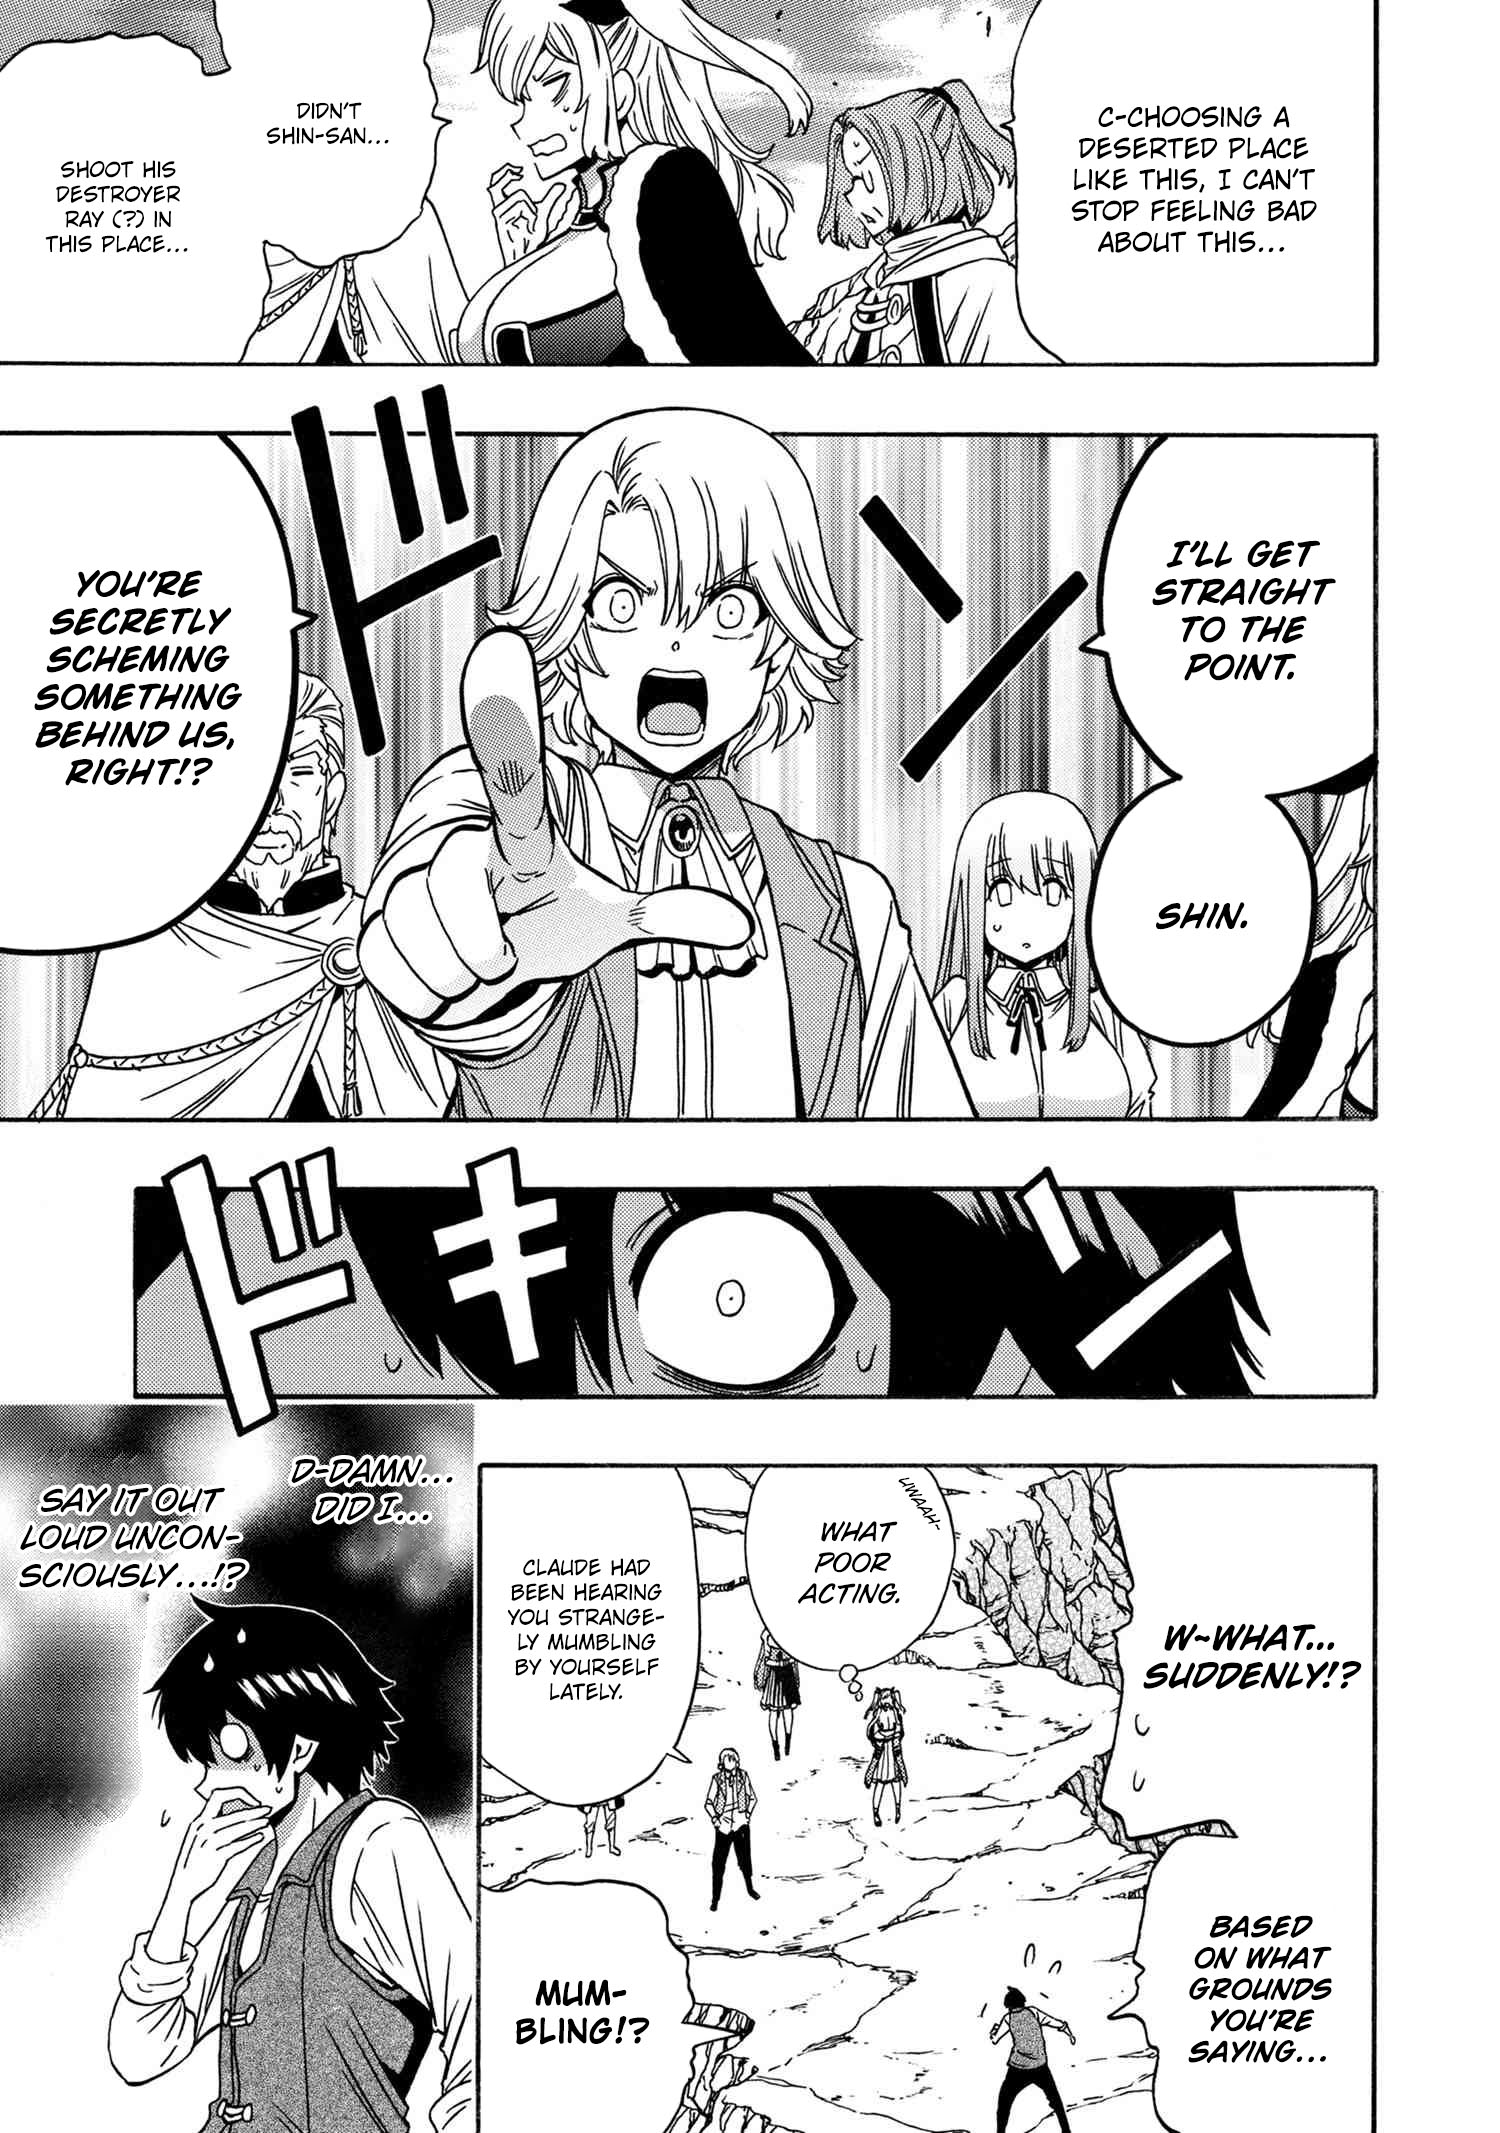 C-CHOOSING A
DESERTED PLACE
LIKE THIS, I CAN'T
STOP FEELING BAD
ABOUT THIS...
DIDN'T
SHIN-SAN...
SHOOT HIS
DESTROYER
RAY (?) IN
THIS PLACE...
I'LL GET
STRAIGHT
TO THE
POINT.
SHIN.
ドン
YOU'RE
SECRETLY
SCHEMING
SOMETHING
BEHIND US,
RIGHT!?
ドキン
W~WHAT...
SUDDENLY!?
BASED
ON WHAT
GROUNDS
YOU'RE
SAYING...
UWAAH~
WHAT
POOR
ACTING.
CLAUDE HAD
BEEN HEARING
YOU STRANGE-
LY MUMBLING
BY YOURSELF
LATELY.
MUM-
BLING!?
D-DAMN...
DID I...
SAY IT OUT
LOUD UNCON-
SCIOUSLY...!?